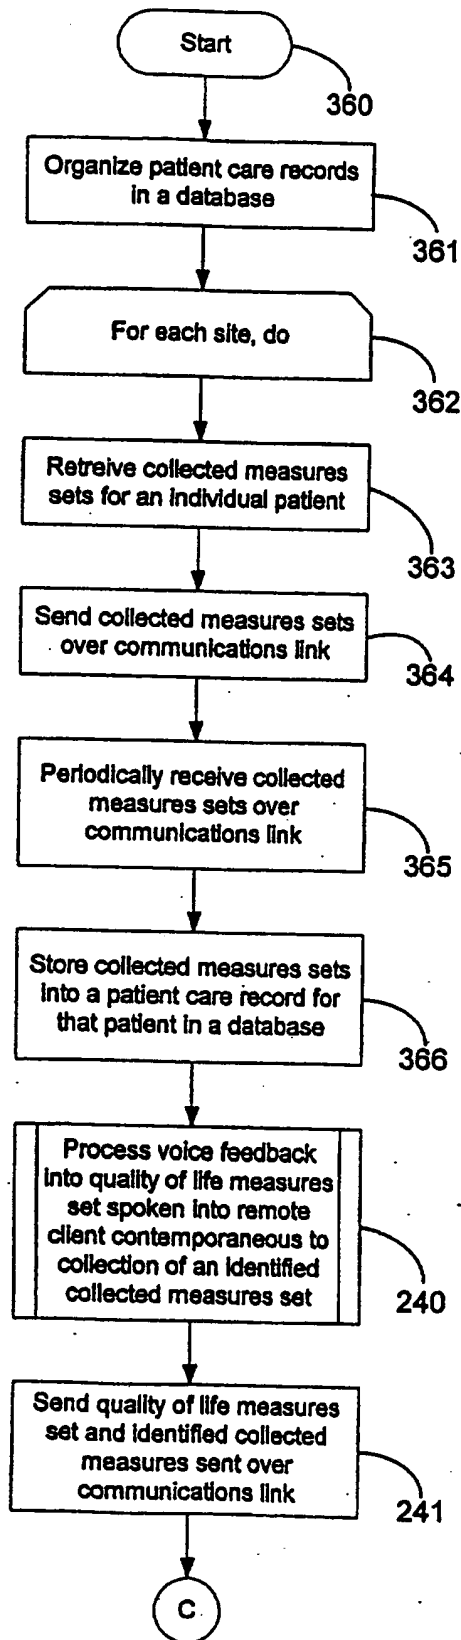 Start
360
Organize patient care records
in a database
361
For each site, do
362
Retreive collected measures
sets for an individual patient
363
Send collected measures sets
over communications link
364
Periodically receive collected
measures sets over
communications link
365
Store collected measures sets
into a patient care record for
that patient in a database
366
Process voice feedback
into quality of life measures
set spoken into remote
client contemporaneous to
collection of an identified
collected measures set
240
Send quality of life measures
set and identified collected
measures sent over
communications link
241
C